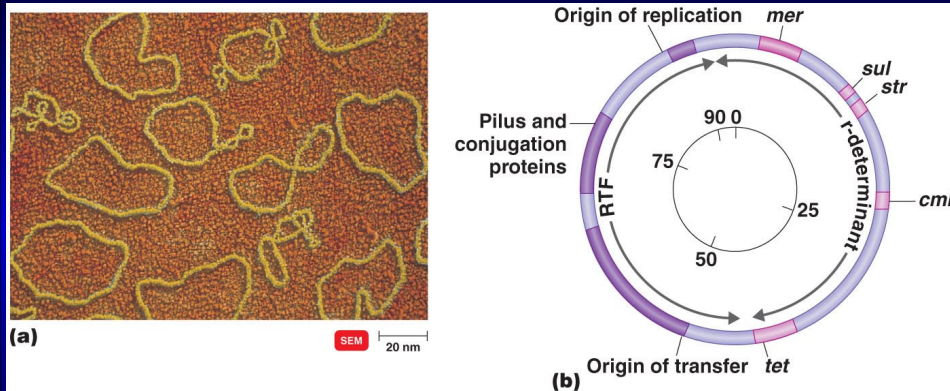 (a)
SEM
20 nm
Origin of replication
mer
sul
str
Pilus and
conjugation
proteins
90 0
75
25
50
RTF
r-determinant
Origin of transfer
tet
(b)